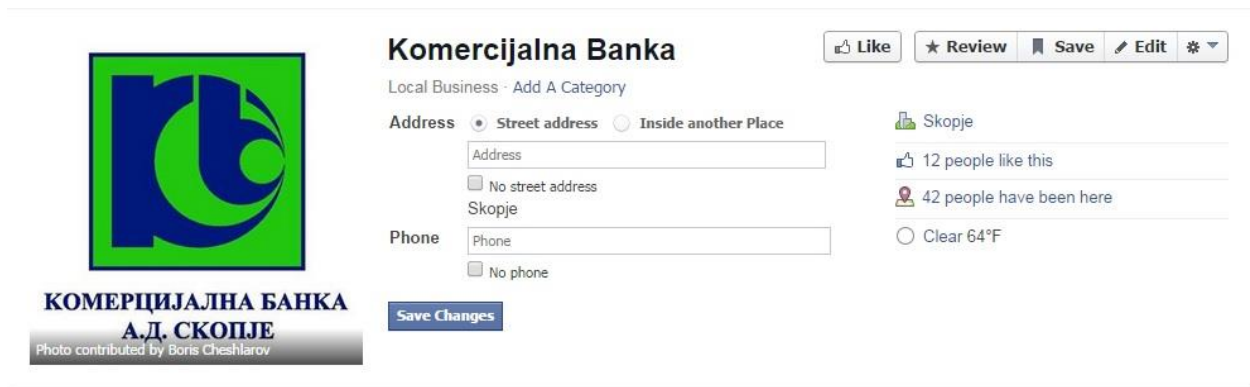 КОМЕРЦИЈАЛНА БАНКА
А.Д. СКОПЈЕ
Photo contributed by Boris Cheshlarov
Komercijalna Banka
Like
Review Save Edit
Local Business · Add A Category
Address Street address Inside another Place
Address
No street address
Skopje
Phone Phone
No phone
Save Changes
Skopje
12 people like this
42 people have been here
Clear 64°F